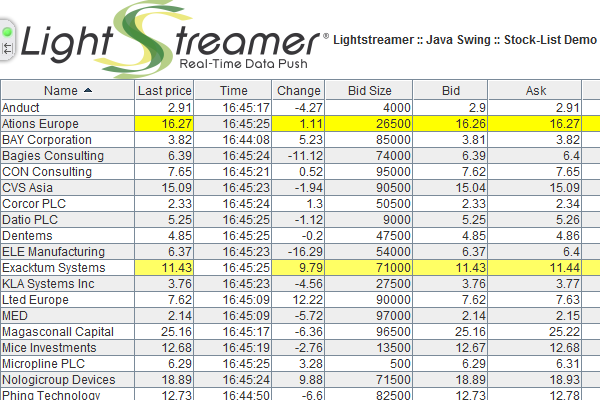 LightStreamer® Lightstreamer :: Java Swing :: Stock-List Demo
Real-Time Data Push
Name Last price Time Change Bid Size Bid Ask
Anduct 2.91 16:45:17 -4.27 4000 2.9 2.91
Ations Europe 16.27 16:45:25 1.11 26500 16.26 16.27
BAY Corporation 3.82 16:44:08 5.23 85000 3.81 3.82
Bagies Consulting 6.39 16:45:24 -11.12 74000 6.39 6.4
CON Consulting 7.65 16:45:21 0.52 95000 7.62 7.65
CVS Asia 15.09 16:45:23 -1.94 90500 15.04 15.09
Corcor PLC 2.33 16:45:24 1.3 50500 2.33 2.34
Datio PLC 5.25 16:45:25 -1.12 9000 5.25 5.26
Dentems 4.85 16:45:25 -0.2 47500 4.85 4.86
ELE Manufacturing 6.37 16:45:23 -16.29 54000 6.37 6.4
Exacktum Systems 11.43 16:45:25 9.79 71000 11.43 11.44
KLA Systems Inc 3.76 16:45:23 -4.56 27500 3.76 3.77
Lted Europe 7.62 16:45:09 12.22 90000 7.62 7.63
MED 2.14 16:45:09 -5.72 97000 2.14 2.15
Magasconall Capital 25.16 16:45:17 -6.36 96500 25.16 25.22
Mice Investments 12.68 16:45:19 -2.76 13500 12.67 12.68
Micropline PLC 6.29 16:45:25 3.28 500 6.29 6.31
Nologicroup Devices 18.89 16:45:24 9.88 71500 18.89 18.93
Phing Technology 12.73 16:44:50 -6.6 82500 12.73 12.78